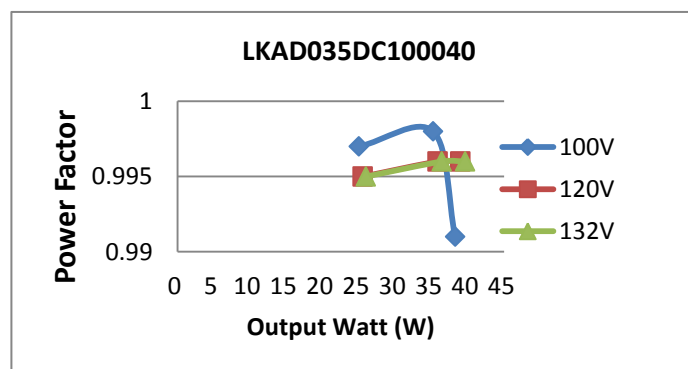 LKAD035DC100040
Power Factor
1
0.995
0.99
0 5 10 15 20 25 30 35 40 45
Output Watt (W)
100V
120V
132V